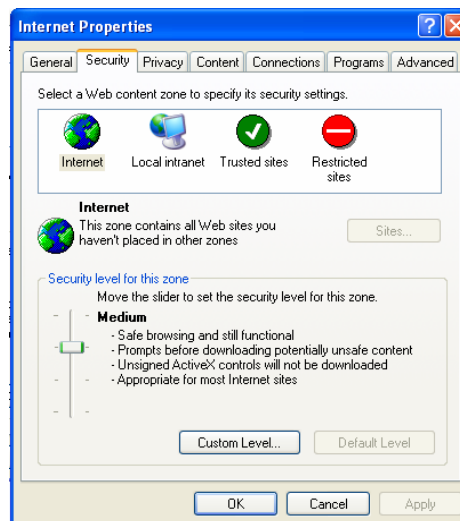 Internet Properties
General Security Privacy Content Connections Programs Advanced
Select a Web content zone to specify its security settings.
Internet Local intranet Trusted sites Restricted sites
Internet
This zone contains all Web sites you
haven't placed in other zones
Sites...
Security level for this zone
Move the slider to set the security level for this zone.
Medium
- Safe browsing and still functional
- Prompts before downloading potentially unsafe content
- Unsigned ActiveX controls will not be downloaded
- Appropriate for most Internet sites
Custom Level... Default Level
OK Cancel Apply